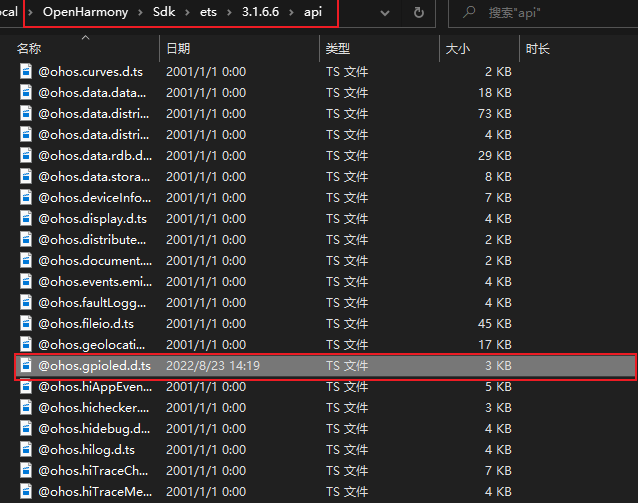 ocal > OpenHarmony > Sdk > ets > 3.1.6.6 > api 搜索"api"
名称 日期 类型 大小 时长
@ohos.curves.d.ts 2001/1/1 0:00 TS 文件 2 KB
@ohos.data.data... 2001/1/1 0:00 TS 文件 18 KB
@ohos.data.distri... 2001/1/1 0:00 TS 文件 73 KB
@ohos.data.distri... 2001/1/1 0:00 TS 文件 4 KB
@ohos.data.rdb.d... 2001/1/1 0:00 TS 文件 29 KB
@ohos.data.stora... 2001/1/1 0:00 TS 文件 8 KB
@ohos.deviceInfo... 2001/1/1 0:00 TS 文件 7 KB
@ohos.display.d.ts 2001/1/1 0:00 TS 文件 4 KB
@ohos.distribute... 2001/1/1 0:00 TS 文件 2 KB
@ohos.document.... 2001/1/1 0:00 TS 文件 2 KB
@ohos.events.emi... 2001/1/1 0:00 TS 文件 4 KB
@ohos.faultLogg... 2001/1/1 0:00 TS 文件 4 KB
@ohos.fileio.d.ts 2001/1/1 0:00 TS 文件 45 KB
@ohos.geolocati... 2001/1/1 0:00 TS 文件 17 KB
@ohos.gpioled.d.ts 2022/8/23 14:19 TS 文件 3 KB
@ohos.hiAppEven... 2001/1/1 0:00 TS 文件 5 KB
@ohos.hichecker.... 2001/1/1 0:00 TS 文件 3 KB
@ohos.hidebug.d... 2001/1/1 0:00 TS 文件 4 KB
@ohos.hilog.d.ts 2001/1/1 0:00 TS 文件 4 KB
@ohos.hiTraceCh... 2001/1/1 0:00 TS 文件 7 KB
@ohos.hiTraceMe... 2001/1/1 0:00 TS 文件 4 KB